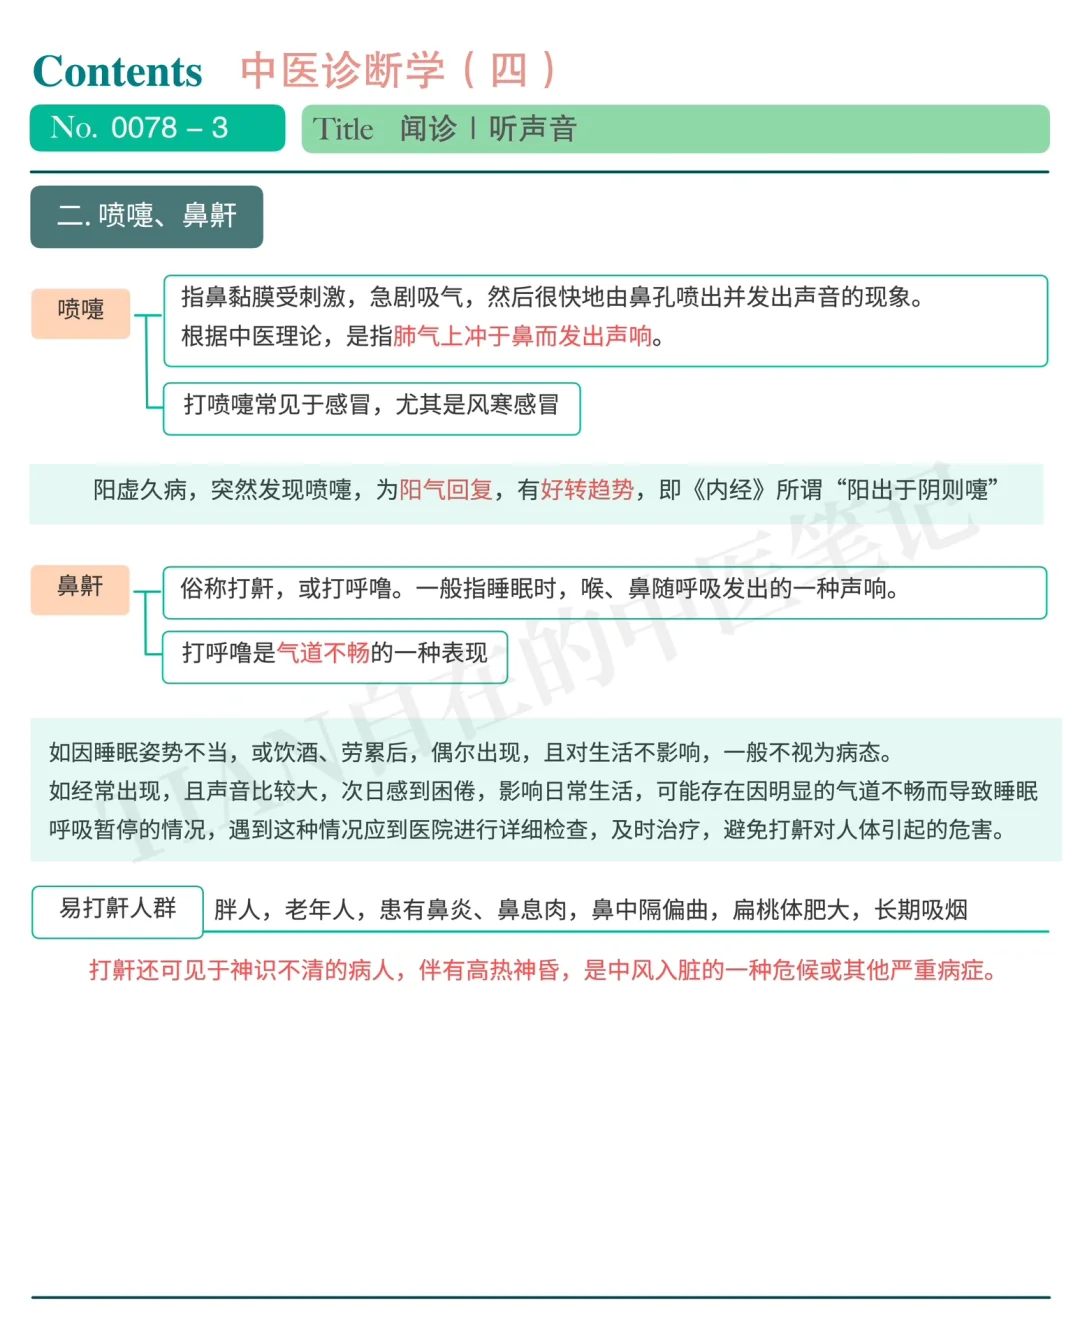 Contents 中医诊断学（四）
No. 0078 – 3
Title 闻诊 | 听声音
二. 喷嚏、鼻鼾
喷嚏
指鼻黏膜受刺激，急剧吸气，然后很快地由鼻孔喷出并发出声音的现象。
根据中医理论，是指肺气上冲于鼻而发出声响。
打喷嚏常见于感冒，尤其是风寒感冒
阳虚久病，突然发现喷嚏，为阳气回复，有好转趋势，即《内经》所谓“阳出于阴则嚏”
鼻鼾
俗称打鼾，或打呼噜。一般指睡眠时，喉、鼻随呼吸发出的一种声响。
打呼噜是气道不畅的一种表现
如因睡眠姿势不当，或饮酒、劳累后，偶尔出现，且对生活不影响，一般不视为病态。
如经常出现，且声音比较大，次日感到困倦，影响日常生活，可能存在因明显的气道不畅而导致睡眠
呼吸暂停的情况，遇到这种情况应到医院进行详细检查，及时治疗，避免打鼾对人体引起的危害。
易打鼾人群
胖人，老年人，患有鼻炎、鼻息肉，鼻中隔偏曲，扁桃体肥大，长期吸烟
打鼾还可见于神识不清的病人，伴有高热神昏，是中风入脏的一种危候或其他严重病症。
TIAN自在的中医笔记